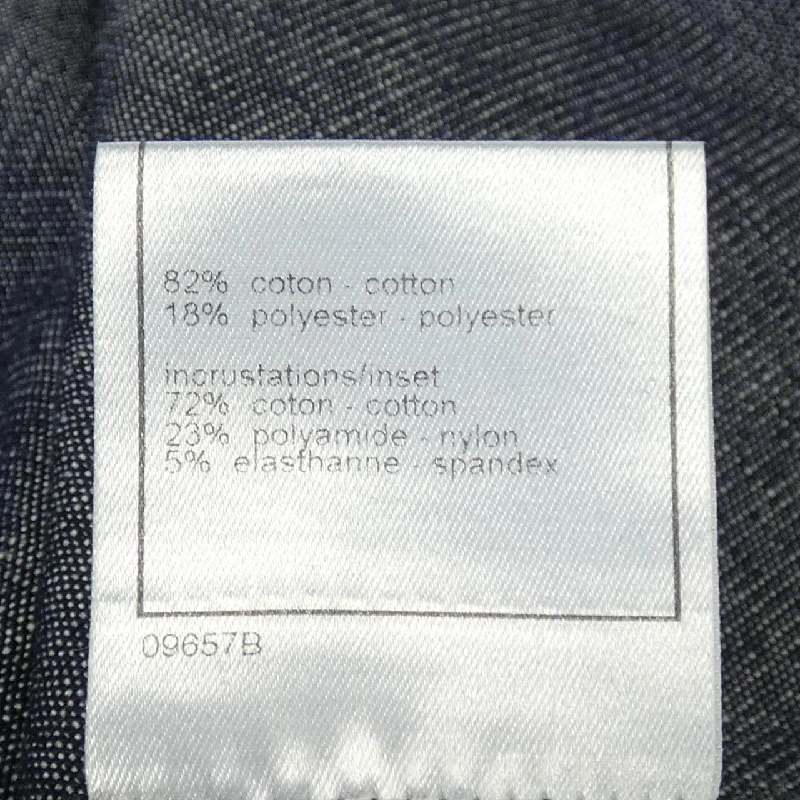 82% coton - cotton
18% polyester - polyester
incrustations/inset
72% coton - cotton
23% polyamide - nylon
5% elasthanne - spandex
09657B